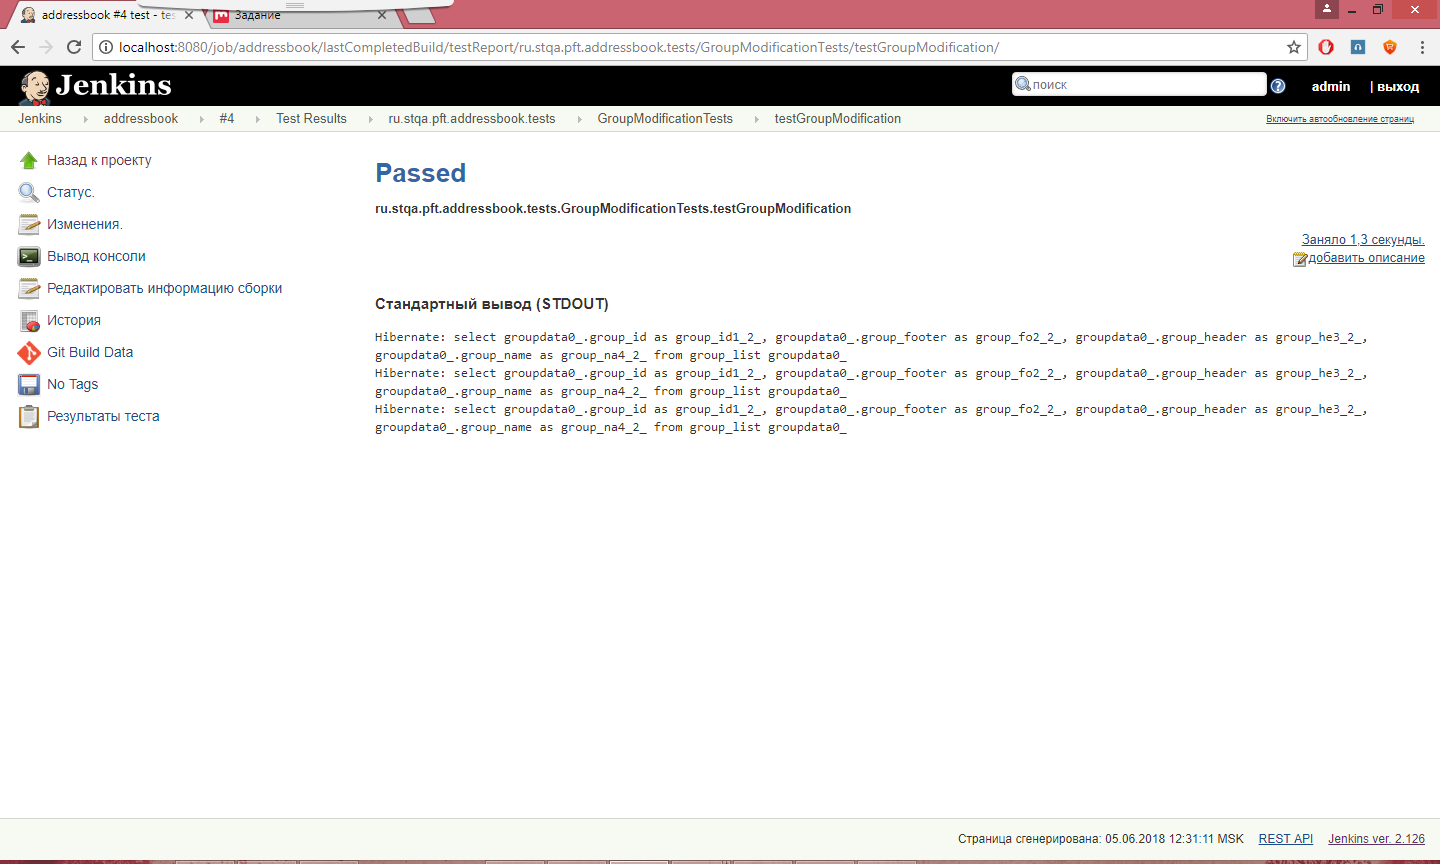 addressbook #4 test - tes
Задание
localhost:8080/job/addressbook/lastCompletedBuild/testReport/ru.stqa.pft.addressbook.tests/GroupModificationTests/testGroupModification/
Jenkins
поиск
admin
| выход
Jenkins addressbook #4 Test Results ru.stqa.pft.addressbook.tests GroupModificationTests testGroupModification
Включить автообновление страниц
Назад к проекту
Статус.
Изменения.
Вывод консоли
Редактировать информацию сборки
История
Git Build Data
No Tags
Результаты теста
Passed
ru.stqa.pft.addressbook.tests.GroupModificationTests.testGroupModification
Заняло 1,3 секунды.
добавить описание
Стандартный вывод (STDOUT)
Hibernate: select groupdata0_.group_id as group_id1_2_, groupdata0_.group_footer as group_fo2_2_, groupdata0_.group_header as group_he3_2_,
groupdata0_.group_name as group_na4_2_ from group_list groupdata0_
Hibernate: select groupdata0_.group_id as group_id1_2_, groupdata0_.group_footer as group_fo2_2_, groupdata0_.group_header as group_he3_2_,
groupdata0_.group_name as group_na4_2_ from group_list groupdata0_
Hibernate: select groupdata0_.group_id as group_id1_2_, groupdata0_.group_footer as group_fo2_2_, groupdata0_.group_header as group_he3_2_,
groupdata0_.group_name as group_na4_2_ from group_list groupdata0_
Страница сгенерирована: 05.06.2018 12:31:11 MSK REST API Jenkins ver. 2.126